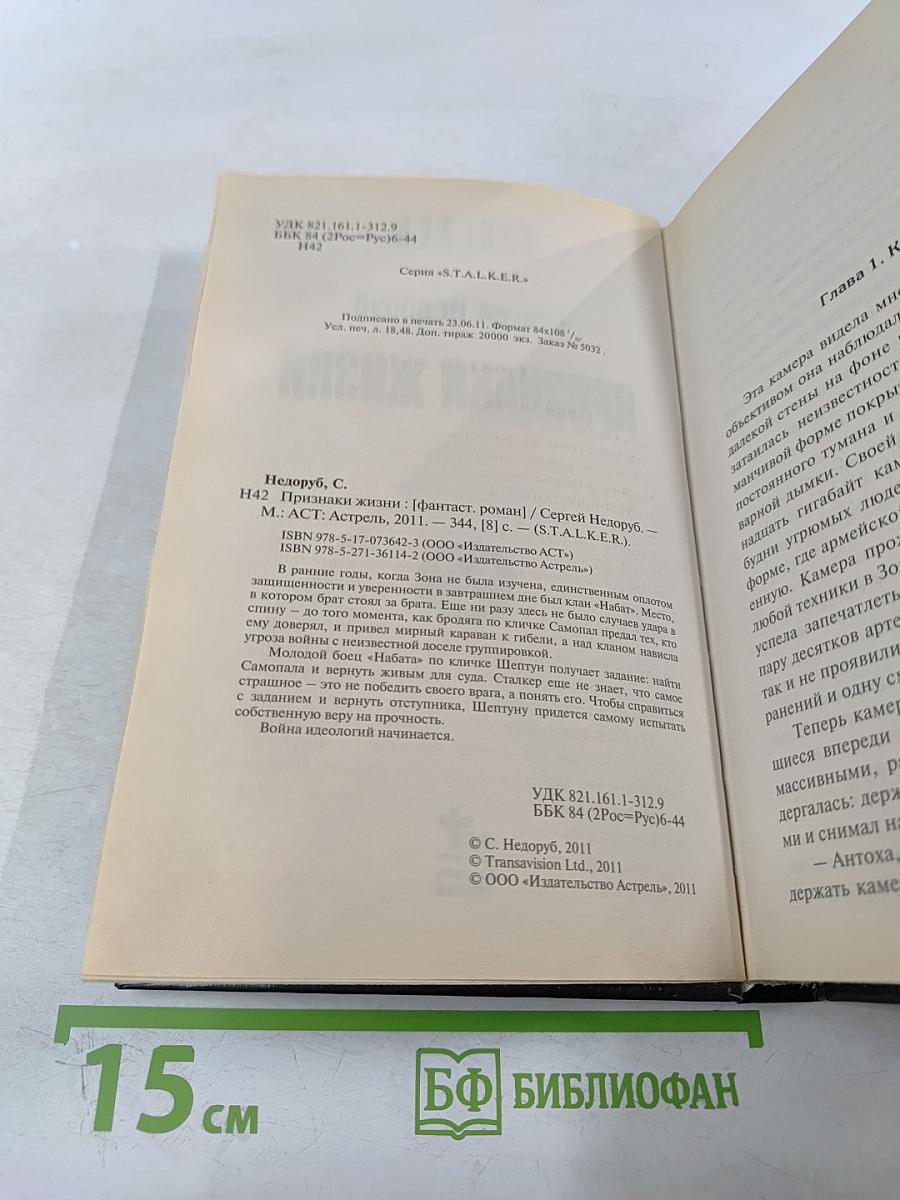 УДК 821.161.1-312.9
ББК 84 (2Рос=Рус)6-44
Н42
Серия «S.T.A.L.K.E.R.»
Подписано в печать 23.06.11. Формат 84x108 1/32.
Усл. печ. л. 18,48. Доп. тираж 20000 экз. Заказ № 5032 .
Недоруб, С.
Н42 Признаки жизни : [фантаст. роман] / Сергей Недоруб. —
М.: АСТ: Астрель, 2011. — 344, [8] с. — (S.T.A.L.K.E.R.).
ISBN 978-5-17-073642-3 (ООО «Издательство АСТ»)
ISBN 978-5-271-36114-2 (ООО «Издательство Астрель»)
В ранние годы, когда Зона не была изучена, единственным оплотом
защищенности и уверенности в завтрашнем дне был клан «Набат». Место,
в котором брат стоял за брата. Еще ни разу здесь не было случаев удара в
спину — до того момента, как бродяга по кличке Самопал предал тех, кто
ему доверял, и привел мирный караван к гибели, а над кланом нависла
угроза войны с неизвестной доселе группировкой.
Молодой боец «Набата» по кличке Шептун получает задание: найти
Самопала и вернуть живым для суда. Сталкер еще не знает, что самое
страшное — это не победить своего врага, а понять его. Чтобы справиться
с заданием и вернуть отступника, Шептуну придется самому испытать
собственную веру на прочность.
Война идеологий начинается.
УДК 821.161.1-312.9
ББК 84 (2Рос=Рус)6-44
© С. Недоруб, 2011
© Transavision Ltd., 2011
© ООО «Издательство Астрель», 2011
Глава 1. К
Эта камера видела мно
объективом она наблюдал
далекой стены на фоне
затаилась неизвестност
манчивой форме покры
постоянного тумана и
варной дымки. Своей
надцать гигабайт кам
будни угрюмых люде
форме, где армейской
енную. Камера прож
любой техники в Зо
успела запечатлеть
пару десятков арте
так и не проявили
ранений и одну с
Теперь камер
щиеся впереди
массивными, ра
дергалась: держ
ми и снимал на
— Антоха,
держать каме
15 см
БФ БИБЛИОФАН